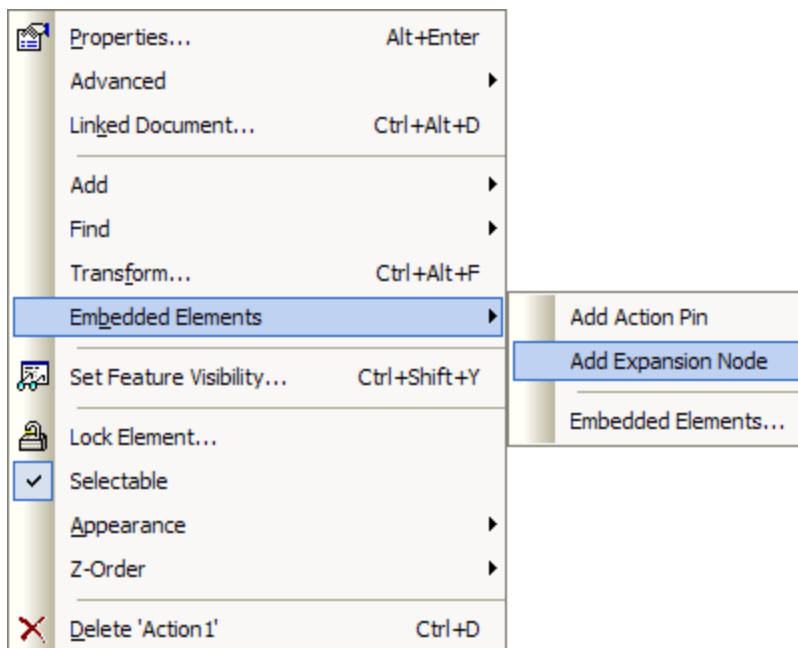 Properties... Alt+Enter
Advanced
Linked Document... Ctrl+Alt+D
Add
Find
Transform... Ctrl+Alt+F
Embedded Elements
Add Action Pin
Add Expansion Node
Embedded Elements...
Set Feature Visibility... Ctrl+Shift+Y
Lock Element...
Selectable
Appearance
Z-Order
Delete 'Action1' Ctrl+D